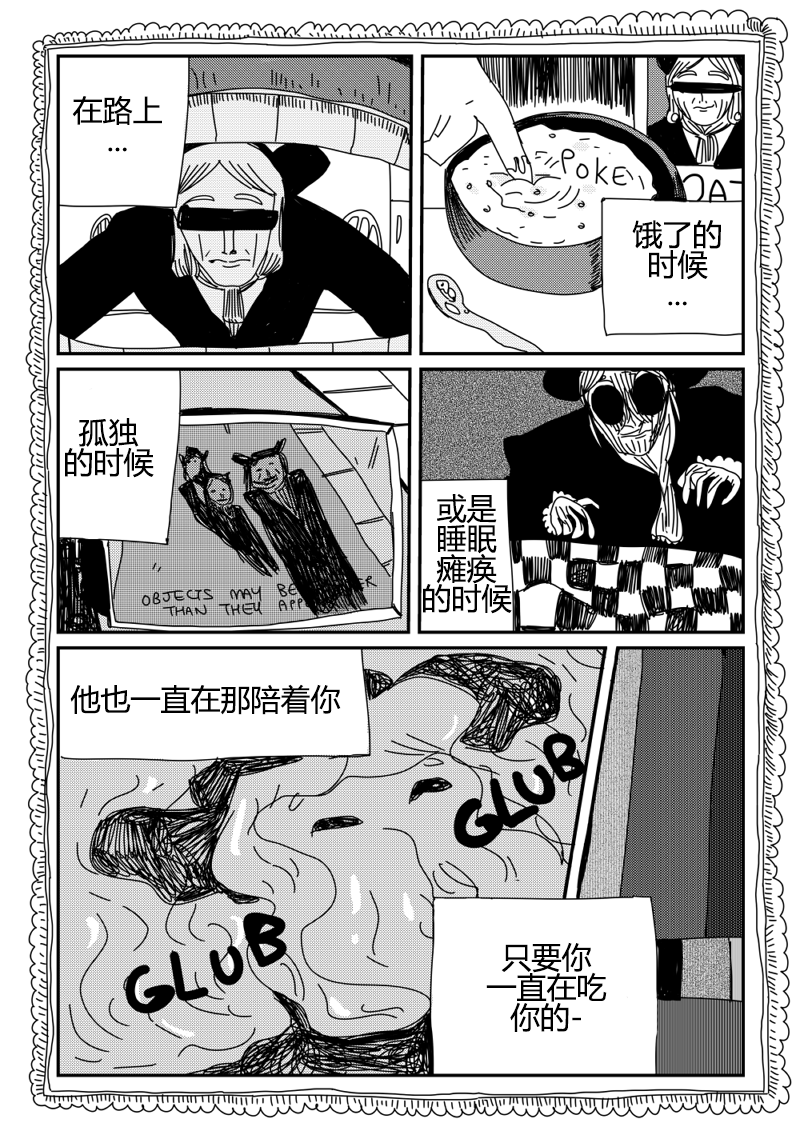 在路上
...
POKE
OAT
饿了的
时候
...
孤独
的时候
OBJECTS MAY BE
THAN THEY APP
或是
睡眠
瘫痪
的时候
他也一直在那陪着你
GLUB
GLUB
只要你
一直在吃
你的-